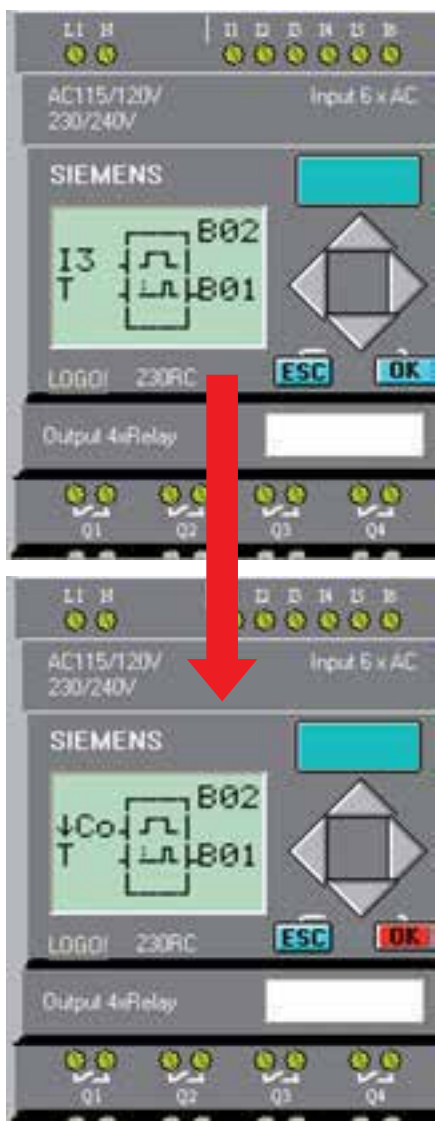 L1 N I1 I2 I3 I4 I5 I6
AC115/120V Input 6 x AC
230/240V
SIEMENS
B02
I3
T B01
ESC OK
LOGO! 230RC
Output 4xRelay
Q1 Q2 Q3 Q4
L1 N I2 I3 I4 I5 I6
AC115/120V Input 6 x AC
230/240V
SIEMENS
B02
↓Co
T B01
ESC OK
LOGO! 230RC
Output 4xRelay
Q1 Q2 Q3 Q4